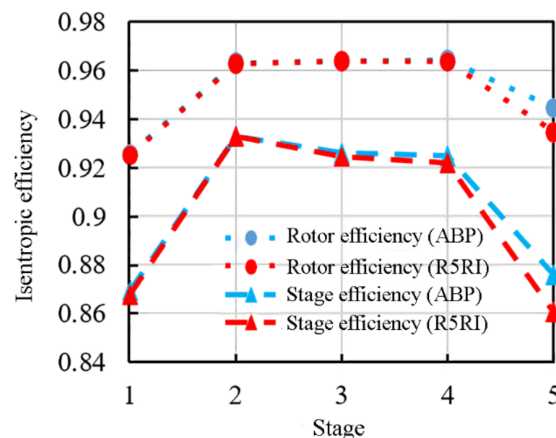 0.98
0.96
0.94
0.92
0.9
0.88
0.86
0.84
Isentropic efficiency
Rotor efficiency (ABP)
Rotor efficiency (R5RI)
Stage efficiency (ABP)
Stage efficiency (R5RI)
1 2 3 4 5
Stage